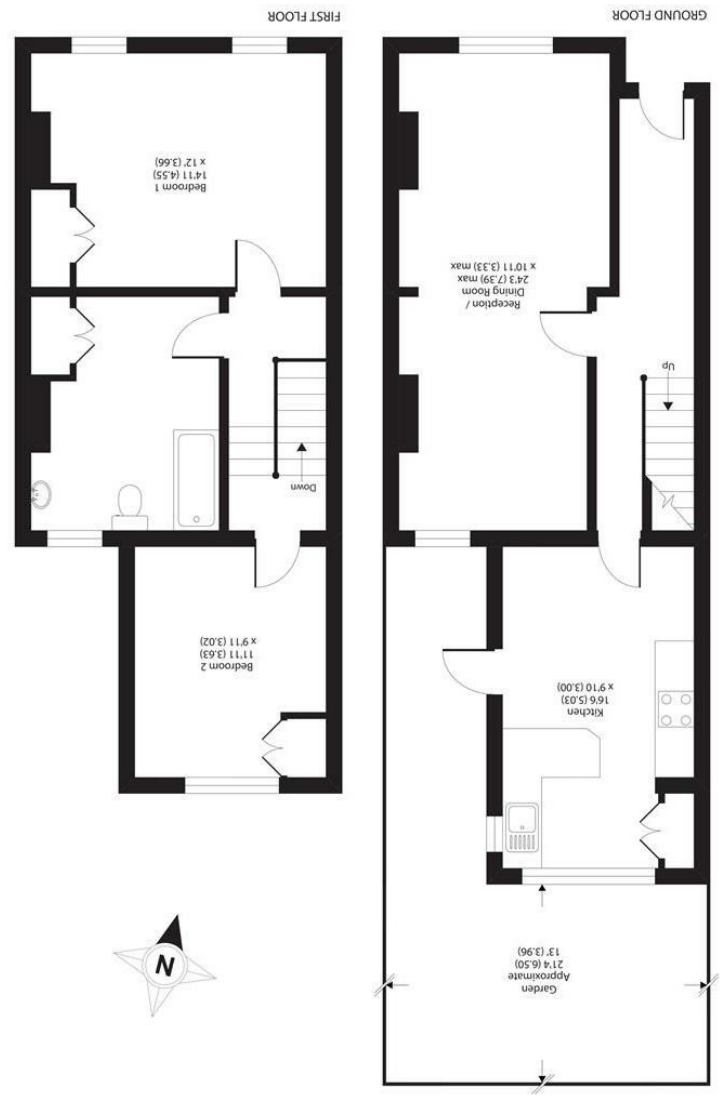 Garden
Approximate
21'4 (6.50)
13' (3.96)
N
Kitchen
16'6 (5.03)
x 9'10 (3.00)
Up
Reception /
Dining Room
24'3 (7.39) max
x 10'11 (3.33) max
GROUND FLOOR
Bedroom 2
11'11 (3.63)
x 9'11 (3.02)
Down
Bedroom 1
14'11 (4.55)
x 12' (3.66)
FIRST FLOOR